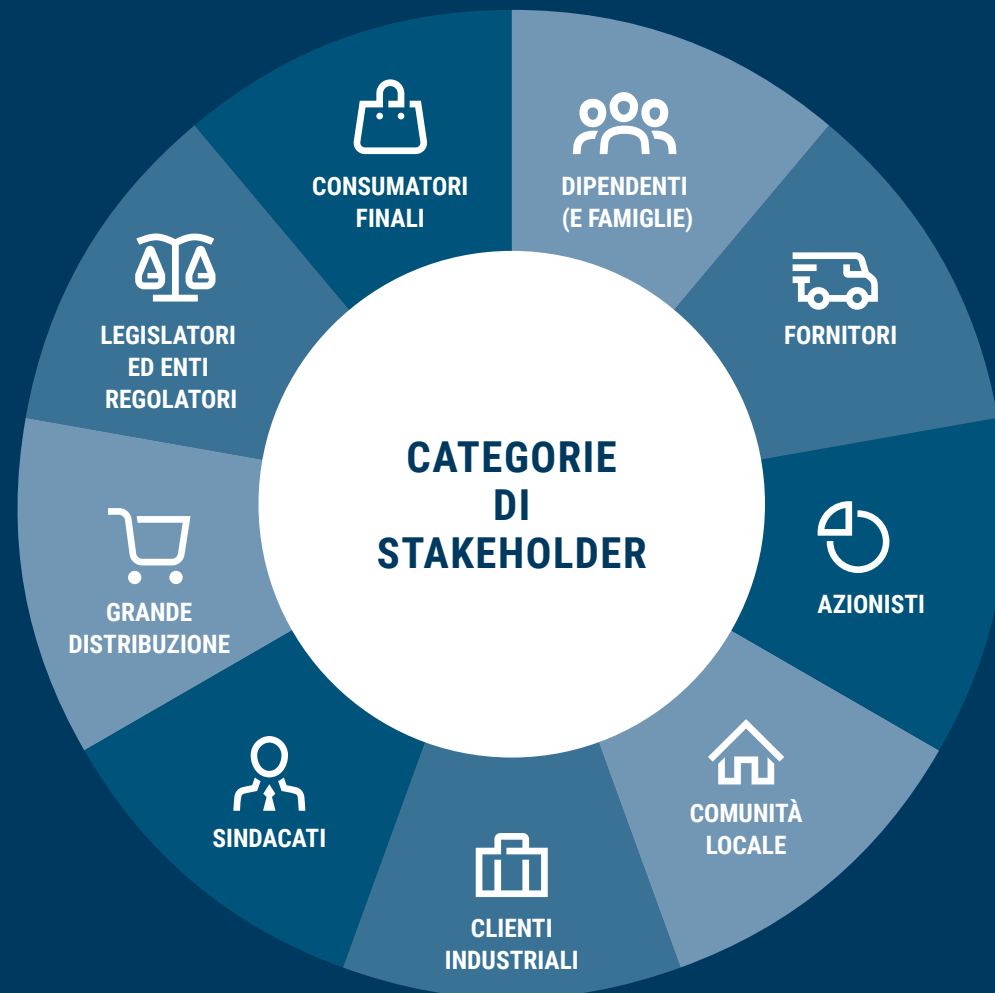 CATEGORIE
DI
STAKEHOLDER
DIPENDENTI
(E FAMIGLIE)
FORNITORI
AZIONISTI
COMUNITÀ
LOCALE
CLIENTI
INDUSTRIALI
SINDACATI
GRANDE
DISTRIBUZIONE
LEGISLATORI
ED ENTI
REGOLATORI
CONSUMATORI
FINALI